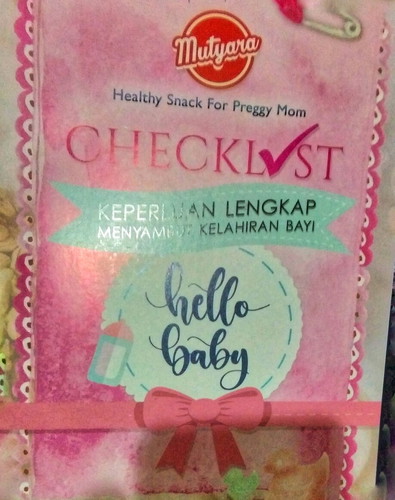 Mutyara
Healthy Snack For Preggy Mom
CHECKLIST
KEPERLUAN LENGKAP
MENYAMBUT KELAHIRAN BAYI
hello
baby